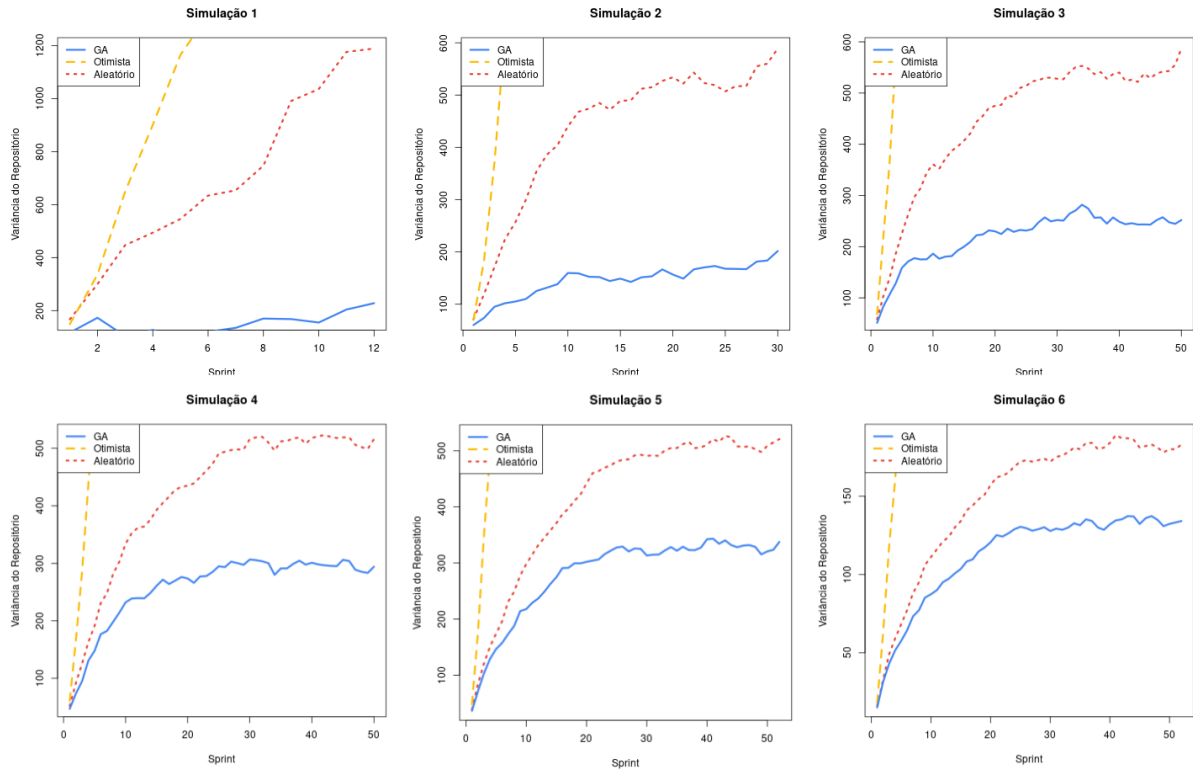 Simulação 1
GA
Otimista
Aleatório
Variância do Repositório
200 400 600 800 1000 1200
2 4 6 8 10 12
Sprint
Simulação 2
GA
Otimista
Aleatório
Variância do Repositório
100 200 300 400 500 600
0 5 10 15 20 25 30
Sprint
Simulação 3
GA
Otimista
Aleatório
Variância do Repositório
100 200 300 400 500 600
0 10 20 30 40 50
Sprint
Simulação 4
GA
Otimista
Aleatório
Variância do Repositório
100 200 300 400 500
0 10 20 30 40 50
Sprint
Simulação 5
GA
Otimista
Aleatório
Variância do Repositório
100 200 300 400 500
0 10 20 30 40 50
Sprint
Simulação 6
GA
Otimista
Aleatório
Variância do Repositório
50 100 150
0 10 20 30 40 50
Sprint